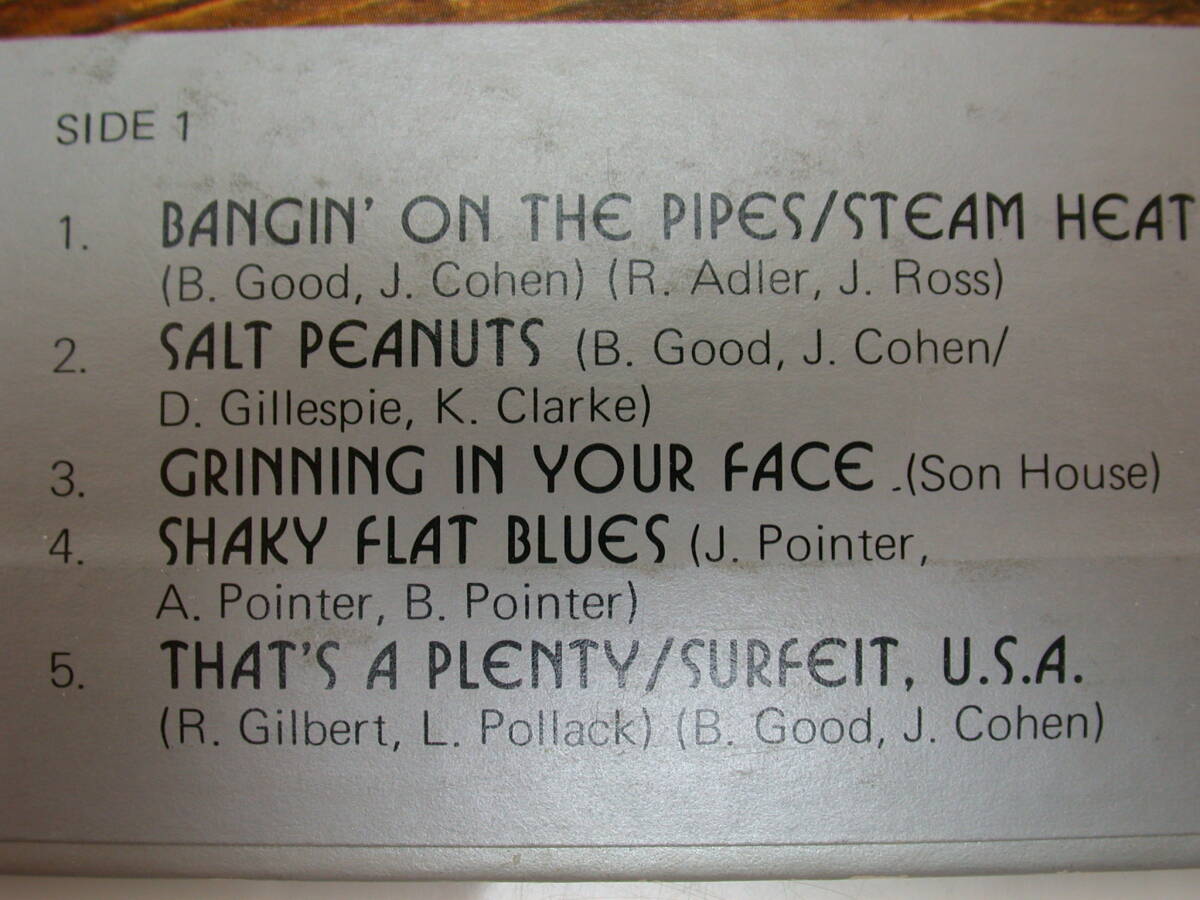 SIDE 1
1. BANGIN' ON THE PIPES/STEAM HEAT
(B. Good, J. Cohen) (R. Adler, J. Ross)
2. SALT PEANUTS (B. Good, J. Cohen/
D. Gillespie, K. Clarke)
3. GRINNING IN YOUR FACE (Son House)
4. SHAKY FLAT BLUES (J. Pointer,
A. Pointer, B. Pointer)
5. THAT'S A PLENTY/SURFEIT, U.S.A.
(R. Gilbert, L. Pollack) (B. Good, J. Cohen)